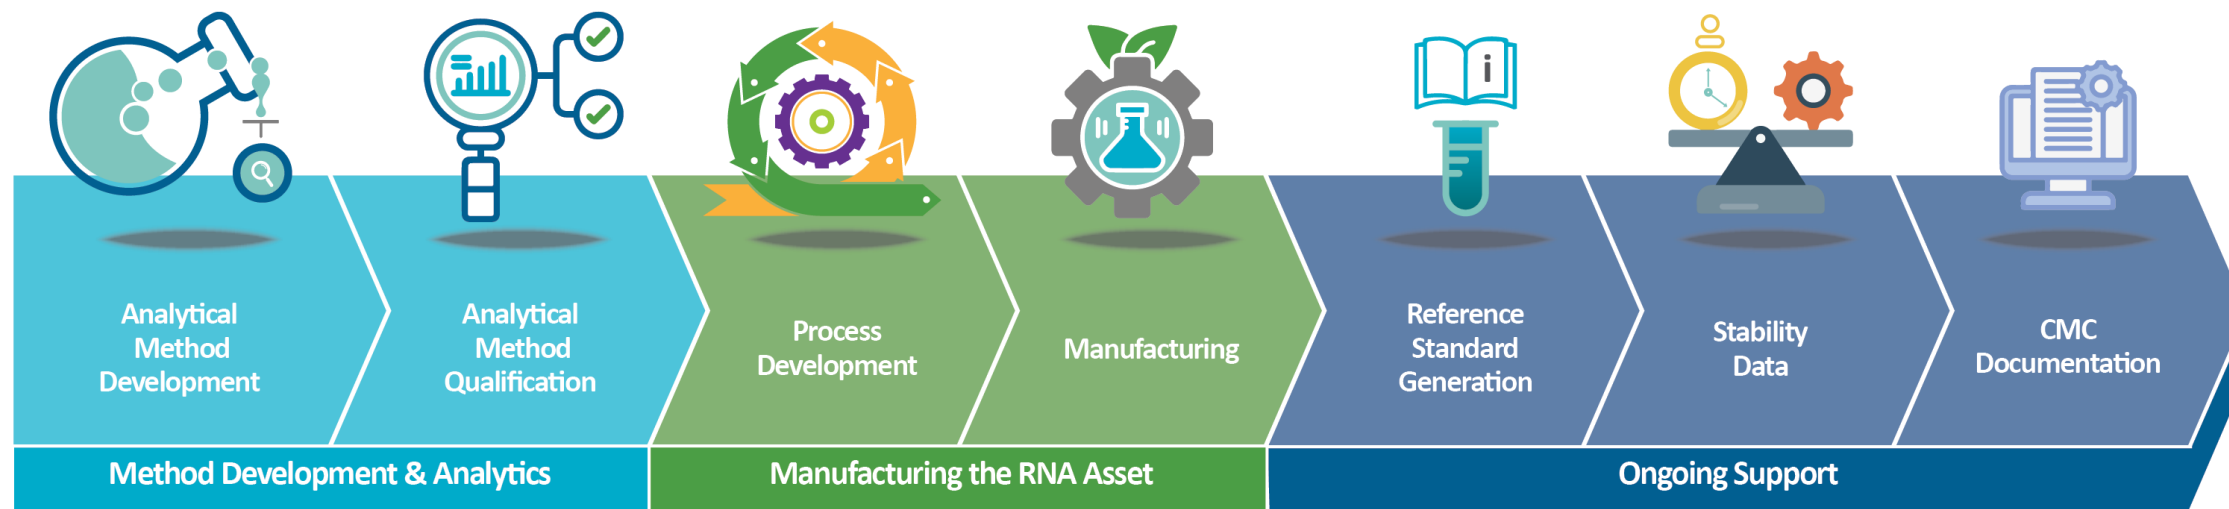 i
Analytical
Method
Development
Analytical
Method
Qualification
Process
Development
Manufacturing
Reference
Standard
Generation
Stability
Data
CMC
Documentation
Method Development & Analytics
Manufacturing the RNA Asset
Ongoing Support